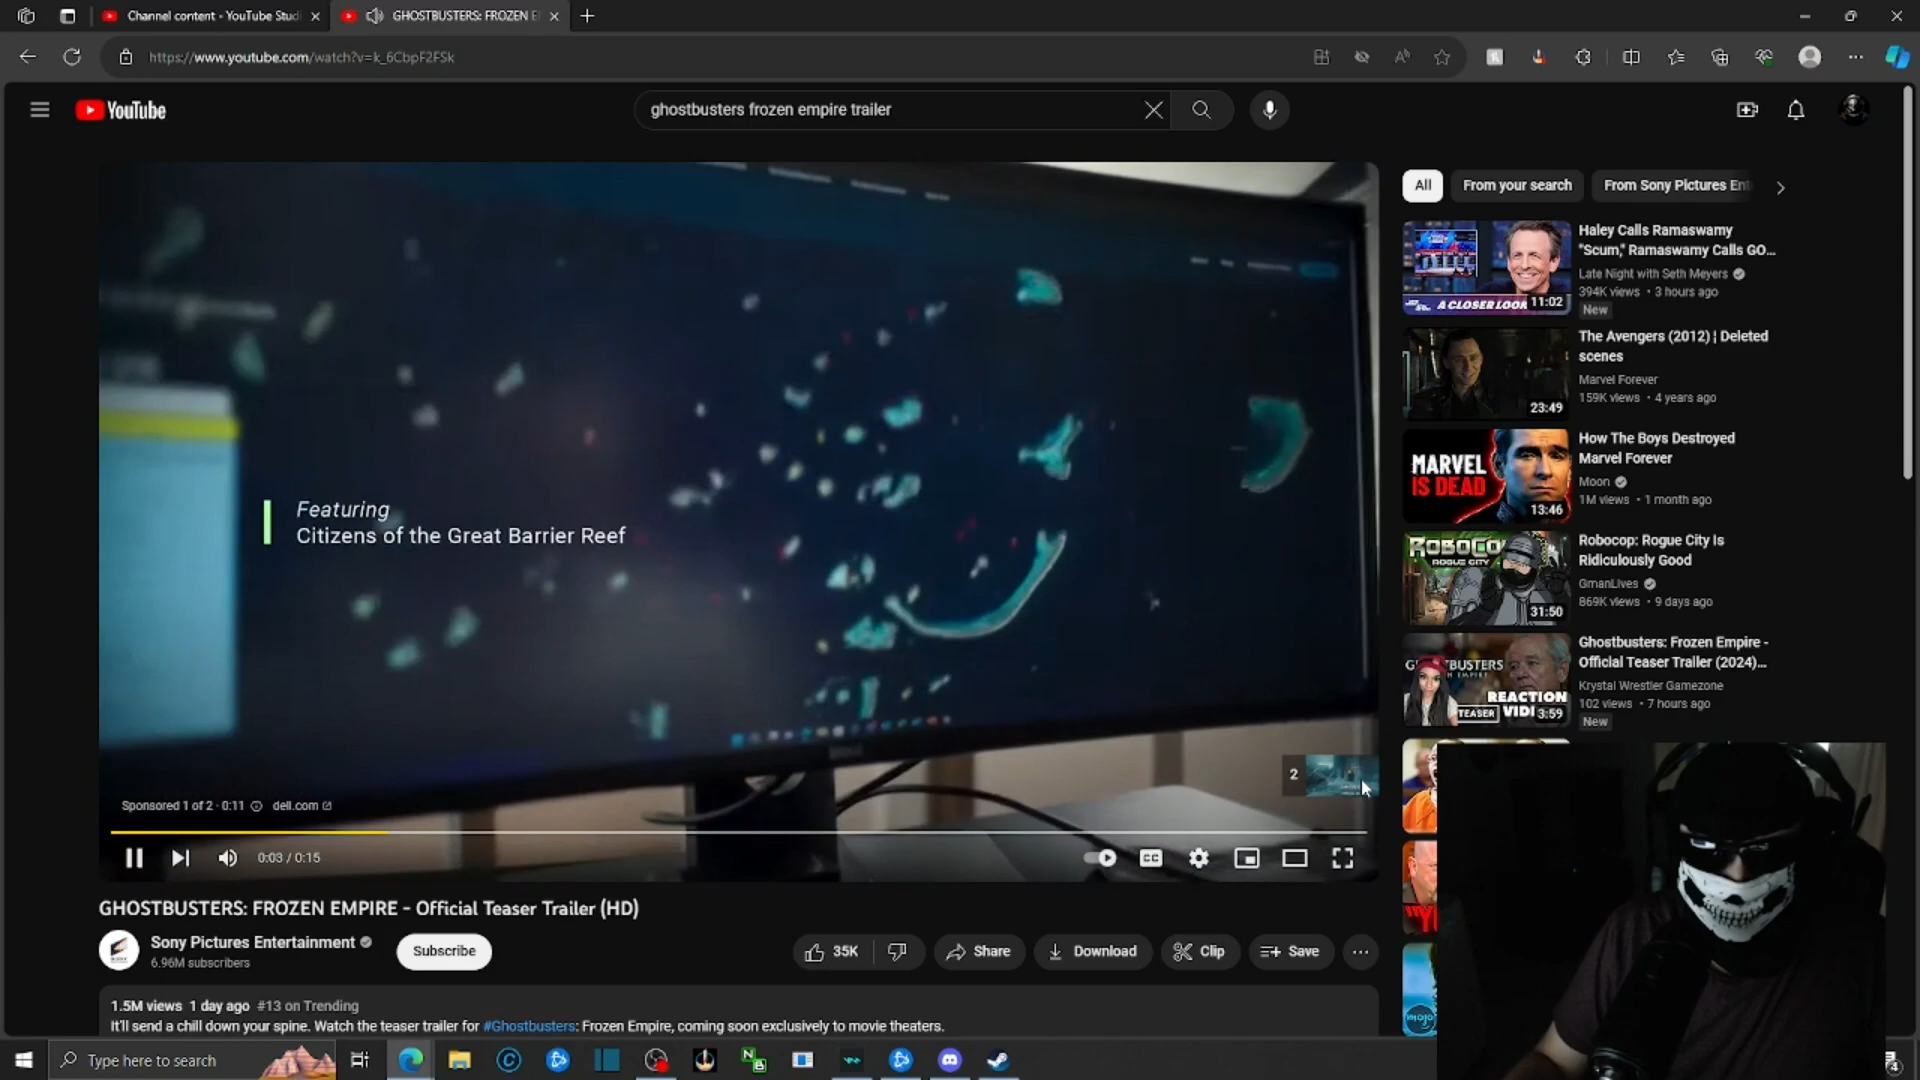 Channel content - YouTube Studi
GHOSTBUSTERS: FROZEN E
https://www.youtube.com/watch?v=k_6CbpF2FSk
YouTube
ghostbusters frozen empire trailer
Featuring
Citizens of the Great Barrier Reef
2
Sponsored 1 of 2 · 0:11
dell.com
0:03 / 0:15
CC
GHOSTBUSTERS: FROZEN EMPIRE - Official Teaser Trailer (HD)
Sony Pictures Entertainment
6.96M subscribers
Subscribe
35K
Share
Download
Clip
Save
1.5M views 1 day ago #13 on Trending
It'll send a chill down your spine. Watch the teaser trailer for #Ghostbusters: Frozen Empire, coming soon exclusively to movie theaters.
All
From your search
From Sony Pictures Ent
A CLOSER LOOK
11:02
Haley Calls Ramaswamy
"Scum," Ramaswamy Calls GO...
Late Night with Seth Meyers
394K views • 3 hours ago
New
23:49
The Avengers (2012) | Deleted
scenes
Marvel Forever
159K views • 4 years ago
MARVEL
IS DEAD
13:46
How The Boys Destroyed
Marvel Forever
Moon
1M views • 1 month ago
ROBOCO
ROGUE CITY
31:50
Robocop: Rogue City Is
Ridiculously Good
GmanLives
869K views • 9 days ago
REACTION
TEASER
3:59
Ghostbusters: Frozen Empire -
Official Teaser Trailer (2024)...
Krystal Wrestler Gamezone
102 views • 7 hours ago
New
"YU
mojo
Type here to search
4